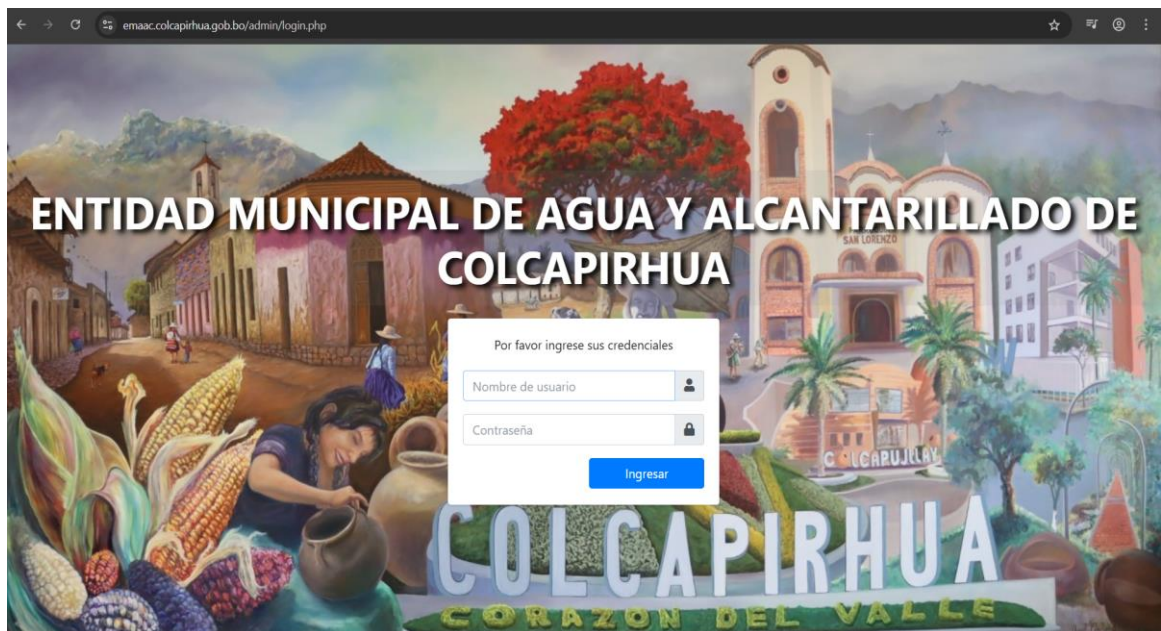 emaac.colcapirhua.gob.bo/admin/login.php
ENTIDAD MUNICIPAL DE AGUA Y ALCANTARILLADO DE
COLCAPIRHUA
SAN LORENZO
Por favor ingrese sus credenciales
Nombre de usuario
Contraseña
Ingresar
COLCAPUJLLAY
COLCAPIRHUA
CORAZON DEL VALLE